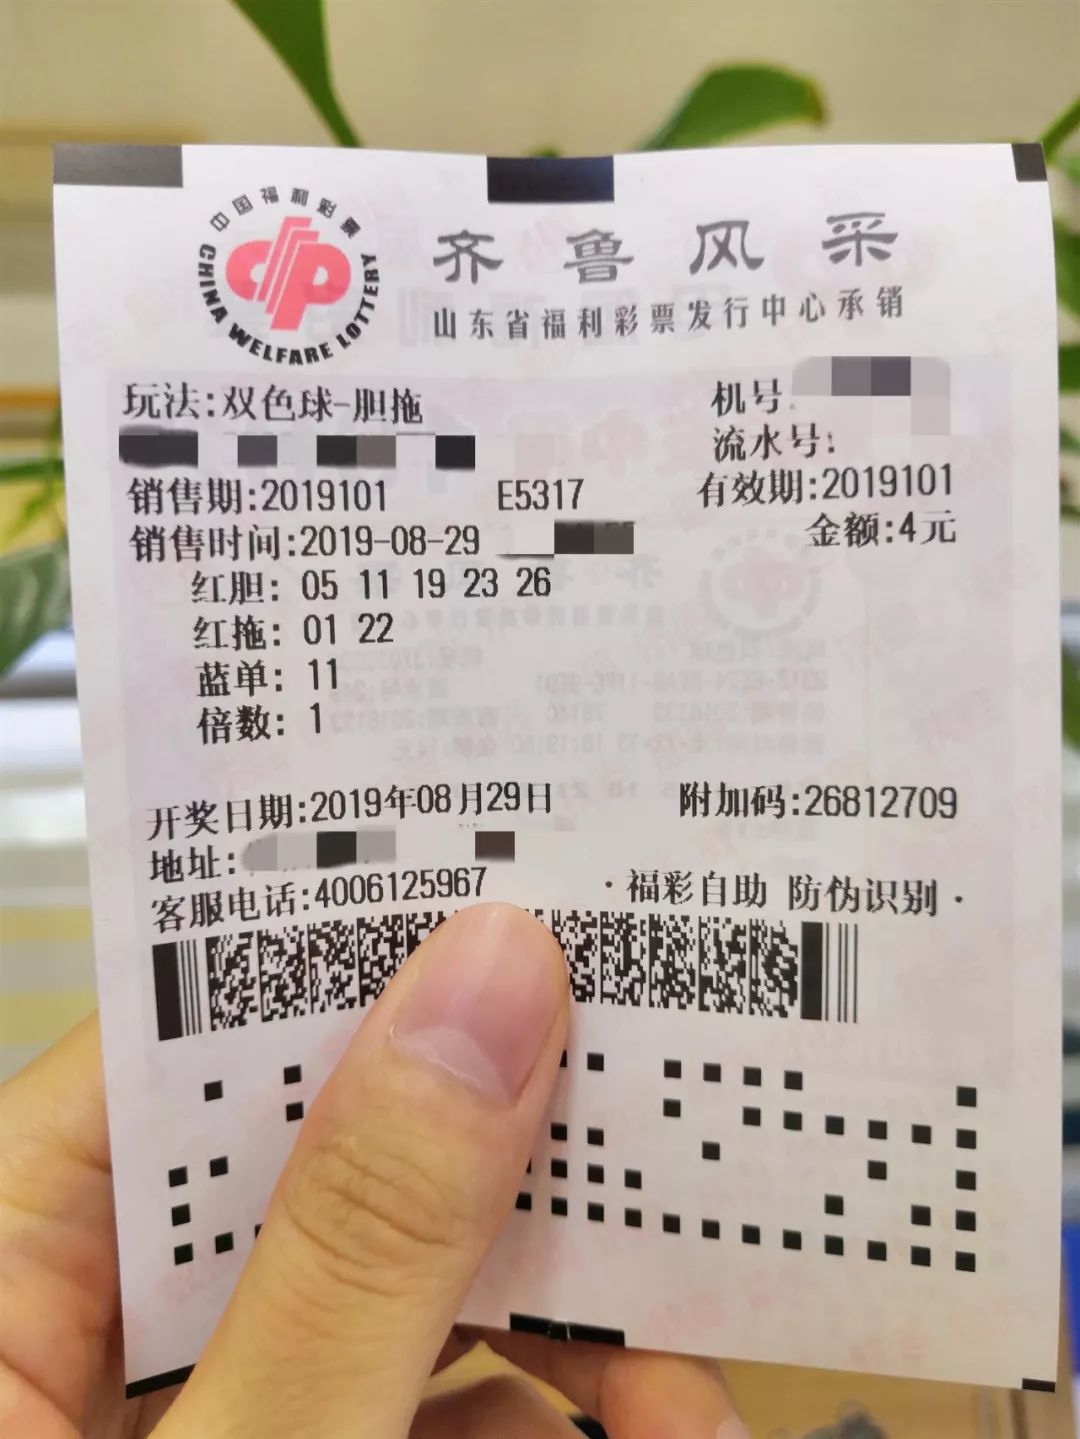 中国福利彩票
CHINA WELFARE LOTTERY
齐鲁风采
山东省福利彩票发行中心承销
玩法:双色球-胆拖
机号:
流水号:
销售期:2019101 E5317 有效期:2019101
销售时间:2019-08-29 金额:4元
红胆: 05 11 19 23 26
红拖: 01 22
蓝单: 11
倍数: 1
开奖日期:2019年08月29日 附加码:26812709
地址:
客服电话:4006125967 ·福彩自助 防伪识别·